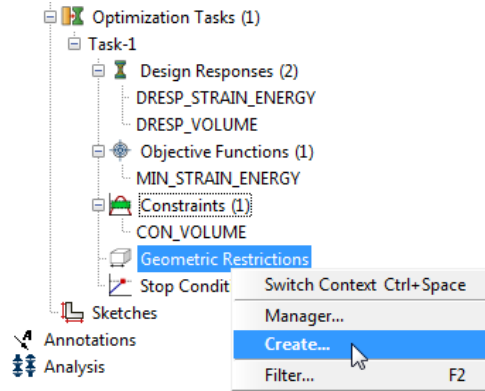 Optimization Tasks (1)
Task-1
Design Responses (2)
DRESP_STRAIN_ENERGY
DRESP_VOLUME
Objective Functions (1)
MIN_STRAIN_ENERGY
Constraints (1)
CON_VOLUME
Geometric Restrictions
Stop Condit
Switch Context Ctrl+Space
Sketches
Manager...
Annotations
Create...
Analysis
Filter... F2